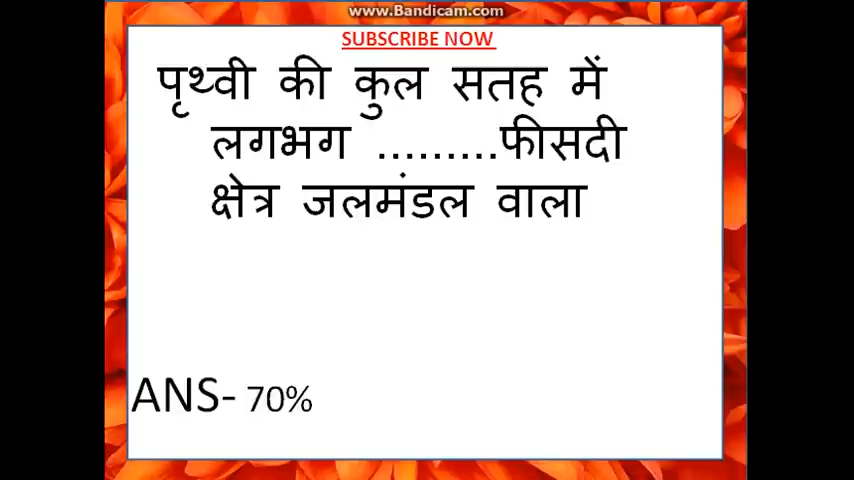 www.Bandicam.com
SUBSCRIBE NOW
पृथ्वी की कुल सतह में
लगभग .........फीसदी
क्षेत्र जलमंडल वाला
ANS- 70%